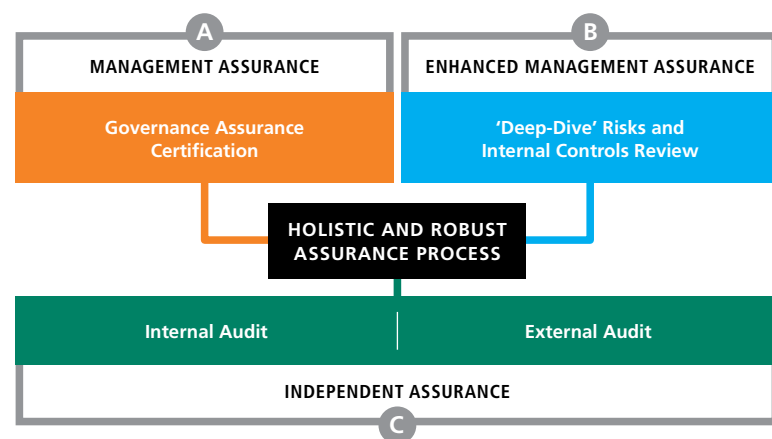 A
B
MANAGEMENT ASSURANCE
ENHANCED MANAGEMENT ASSURANCE
Governance Assurance
Certification
‘Deep-Dive’ Risks and
Internal Controls Review
HOLISTIC AND ROBUST
ASSURANCE PROCESS
Internal Audit
External Audit
INDEPENDENT ASSURANCE
C